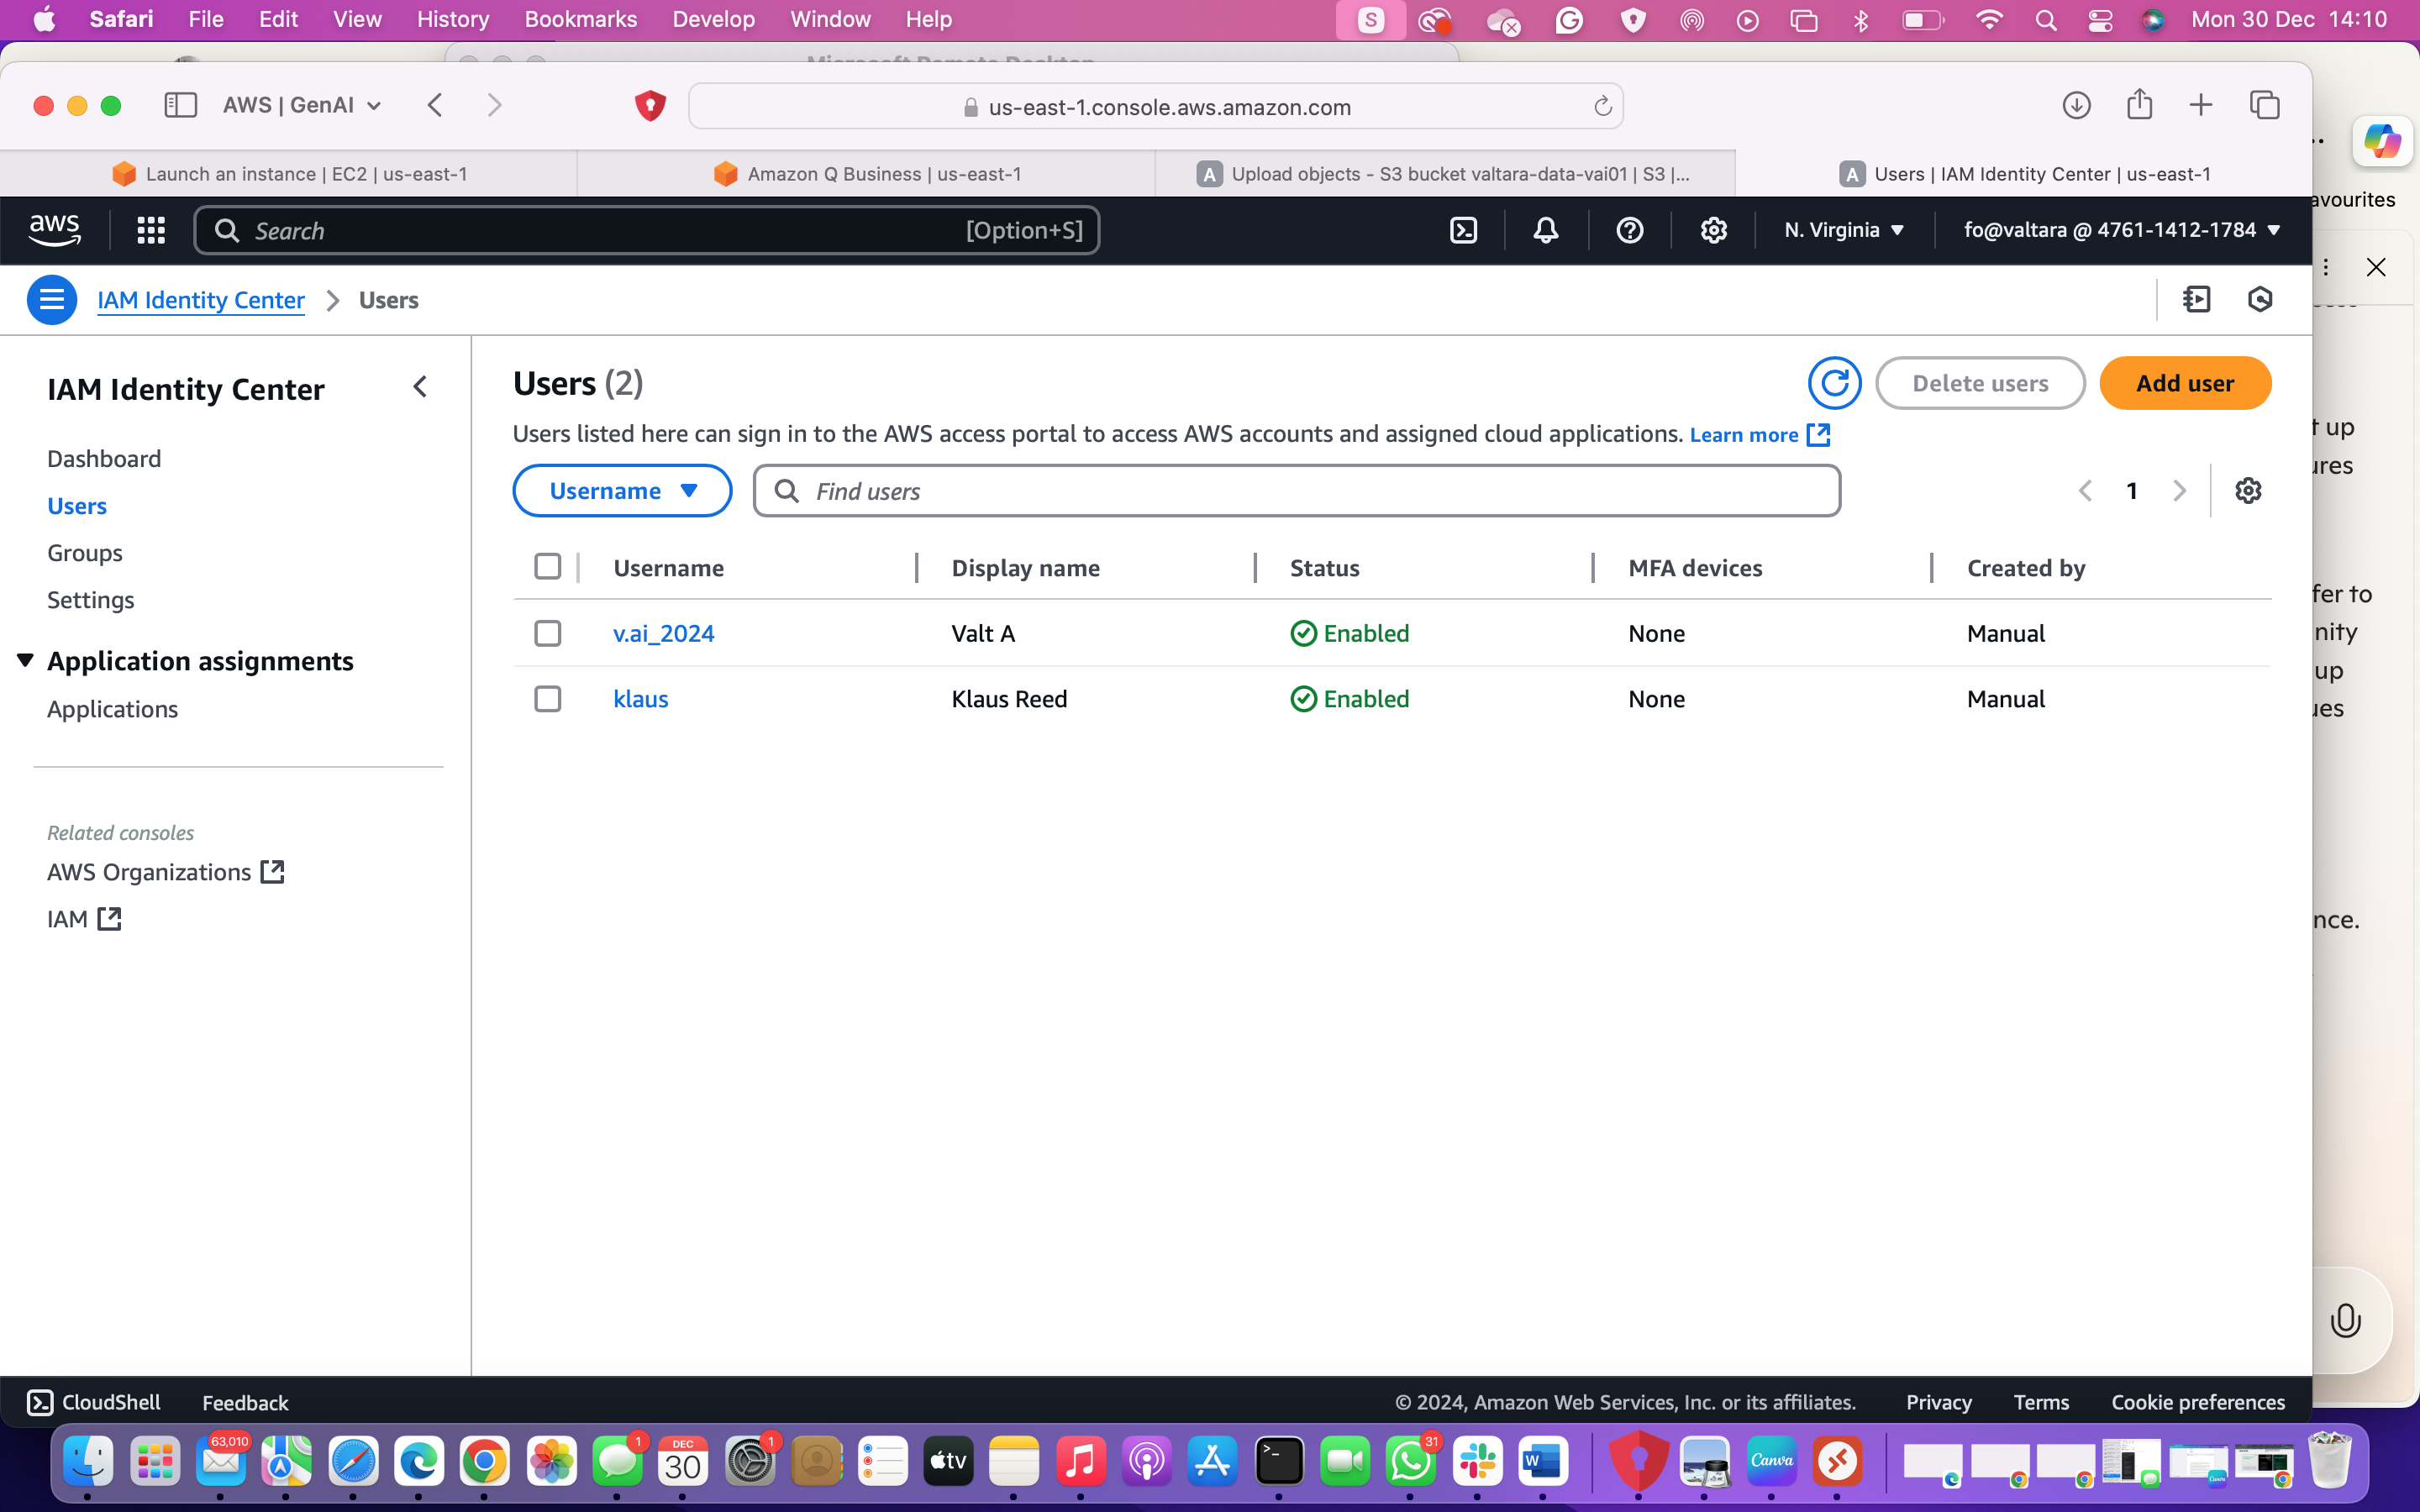 Safari File Edit View History Bookmarks Develop Window Help S Mon 30 Dec 14:10
AWS | GenAI us-east-1.console.aws.amazon.com
Launch an instance | EC2 | us-east-1 Amazon Q Business | us-east-1 A Upload objects - S3 bucket valtara-data-vai01 | S3 |... A Users | IAM Identity Center | us-east-1
avourites
aws Search [Option+S] N. Virginia ▼ fo@valtara @ 4761-1412-1784 ▼
IAM Identity Center > Users
IAM Identity Center
Dashboard
Users
Groups
Settings
Application assignments
Applications
Related consoles
AWS Organizations
IAM
Users (2)
Delete users Add user
Users listed here can sign in to the AWS access portal to access AWS accounts and assigned cloud applications. Learn more
Username Find users 1
Username Display name Status MFA devices Created by
v.ai_2024 Valt A Enabled None Manual
klaus Klaus Reed Enabled None Manual
t up
ures
fer to
nity
up
ues
nce.
CloudShell Feedback © 2024, Amazon Web Services, Inc. or its affiliates. Privacy Terms Cookie preferences
63,010 1 DEC 30 1 tv 31 W Canva